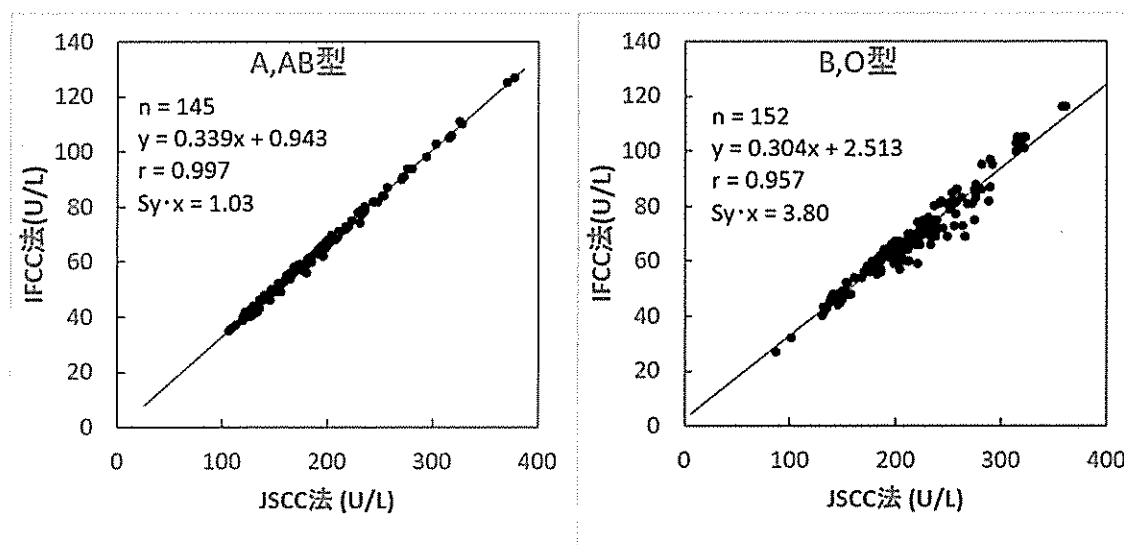 A,AB型
n = 145
y = 0.339x + 0.943
r = 0.997
Sy·x = 1.03
140
120
100
80
60
40
20
0
IFCC法(U/L)
0 100 200 300 400
JSCC法 (U/L)
B,O型
n = 152
y = 0.304x + 2.513
r = 0.957
Sy·x = 3.80
140
120
100
80
60
40
20
0
IFCC法(U/L)
0 100 200 300 400
JSCC法 (U/L)